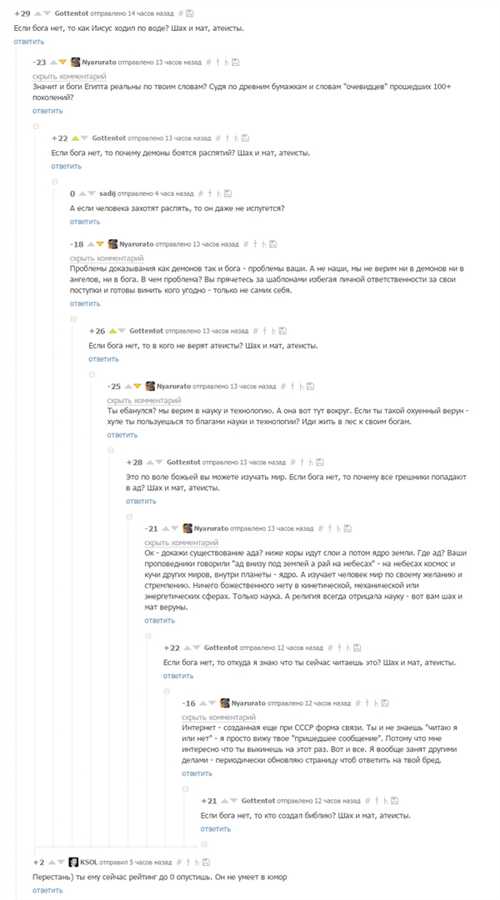 +29 Gottentot отправлено 14 часов назад #
Если бога нет, то как Иисус ходил по воде? Шах и мат, атеисты.
ответить
-23 Nyarurato отправлено 13 часов назад # ↑ h
скрыть комментарий
Значит и боги Египта реальны по твоим словам? Судя по древним бумажкам и словам "очевидцев" прошедших 100+
поколений?
ответить
+22 Gottentot отправлено 13 часов назад # ↑ h
Если бога нет, то почему демоны боятся распятий? Шах и мат, атеисты.
ответить
0 sadij отправлено 4 часа назад # ↑ h
А если человека захотят распять, то он даже не испугется?
ответить
-18 Nyarurato отправлено 13 часов назад # ↑ h
скрыть комментарий
Проблемы доказывания как демонов так и бога - проблемы ваши. А не наши, мы не верим ни в демонов ни в
ангелов, ни в бога. В чем проблема? Вы прячетесь за шаблонами избегая личной ответственности за свои
поступки и готовы винить кого угодно - только не самих себя.
ответить
+26 Gottentot отправлено 13 часов назад # ↑ h
Если бога нет, то в кого не верят атеисты? Шах и мат, атеисты.
ответить
-25 Nyarurato отправлено 13 часов назад # ↑ h
скрыть комментарий
Ты ебанулся? мы верим в науку и технологию. А она вот тут вокруг. Если ты такой охуенный верун -
хуле ты пользуешься то благами науки и технологии? Иди жить в лес к своим богам.
ответить
+28 Gottentot отправлено 13 часов назад # ↑ h
Это по воле божьей вы можете изучать мир. Если бога нет, то почему все грешники попадают
в ад? Шах и мат, атеисты.
ответить
-21 Nyarurato отправлено 13 часов назад # ↑ h
скрыть комментарий
Ок - докажи существование ада? ниже коры идут слои а потом ядро земли. Где ад? Ваши
проповедники говорили "ад внизу под землей а рай на небесах" - на небесах космос и
кучи других миров, внутри планеты - ядро. А изучает человек мир по своему желанию и
стремлению. Ничего божественного нету в кинетической, механической или
энергетических сферах. Только наука. А религия всегда отрицала науку - вот вам шах и
мат веруны.
ответить
+22 Gottentot отправлено 12 часов назад # ↑ h
Если бога нет, то откуда я знаю что ты сейчас читаешь это? Шах и мат, атеисты.
ответить
-16 Nyarurato отправлено 12 часов назад # ↑ h
скрыть комментарий
Интернет - созданная еще при СССР форма связи. Ты и не знаешь "читаю я
или нет" - я просто вижу твое "пришедшее сообщение". Потому что мне
интересно что ты выкинешь на этот раз. Вот и все. Я вообще занят другими
делами - периодически обновляю страницу чтоб ответить на твой бред.
ответить
+21 Gottentot отправлено 12 часов назад # ↑ h
Если бога нет, то кто создал библию? Шах и мат, атеисты.
ответить
+2 KSOL отправил 5 часов назад # ↑ h
Перестань) ты ему сейчас рейтинг до 0 опустишь. Он не умеет в юмор
ответить